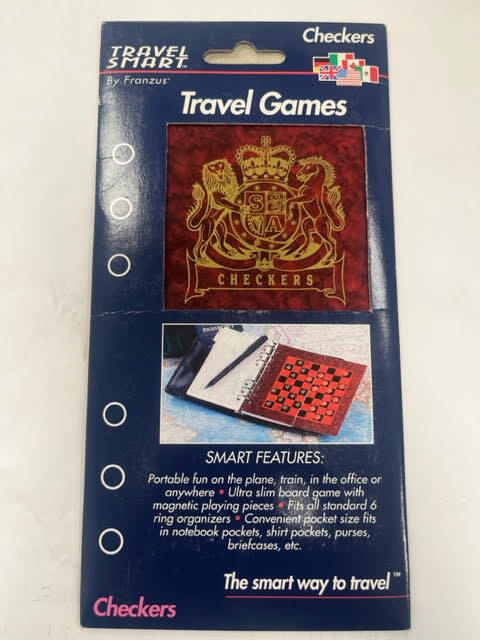 Checkers
TRAVEL
SMART™
By Franzus
Travel Games
S
A
CHECKERS
PASSPORT
SMART FEATURES:
Portable fun on the plane, train, in the office or
anywhere • Ultra slim board game with
magnetic playing pieces • Fits all standard 6
ring organizers • Convenient pocket size fits
in notebook pockets, shirt pockets, purses,
briefcases, etc.
The smart way to travel™
Checkers